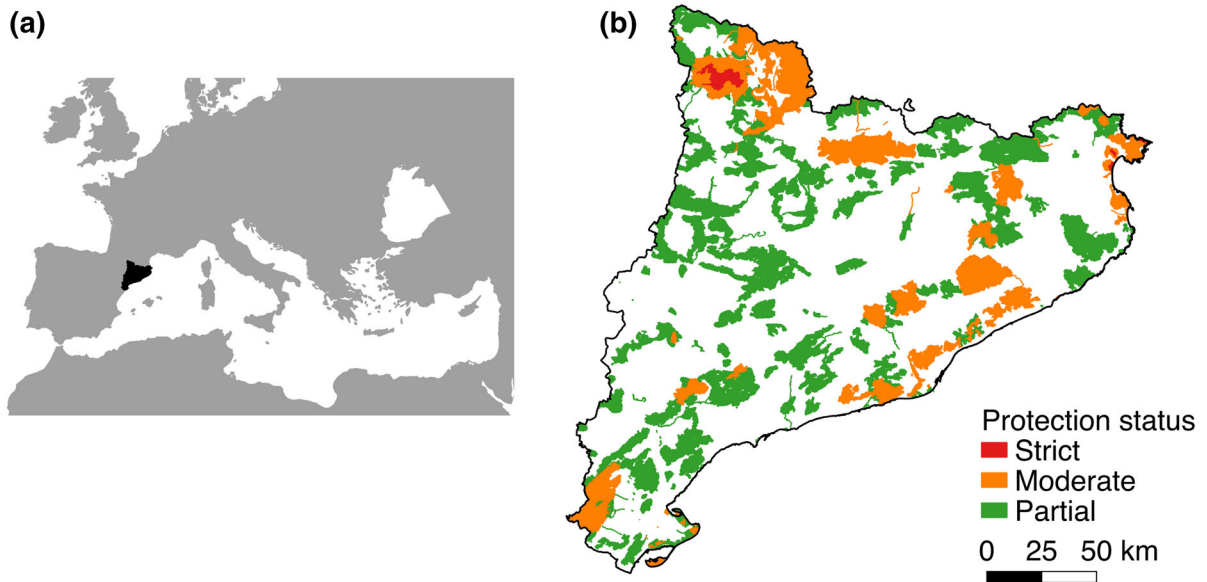 (a)
(b)
Protection status
Strict
Moderate
Partial
0 25 50 km